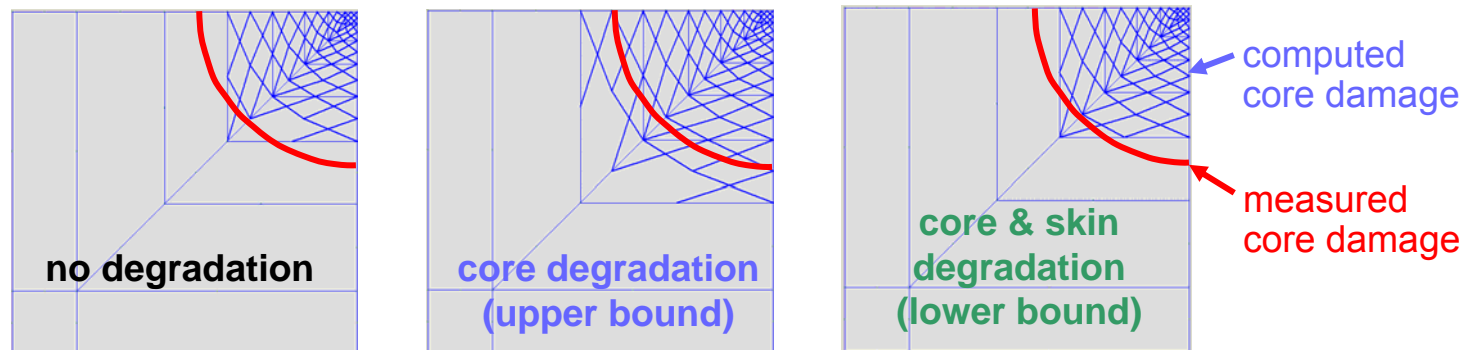 no degradation
core degradation
(upper bound)
core & skin
degradation
(lower bound)
computed
core damage
measured
core damage